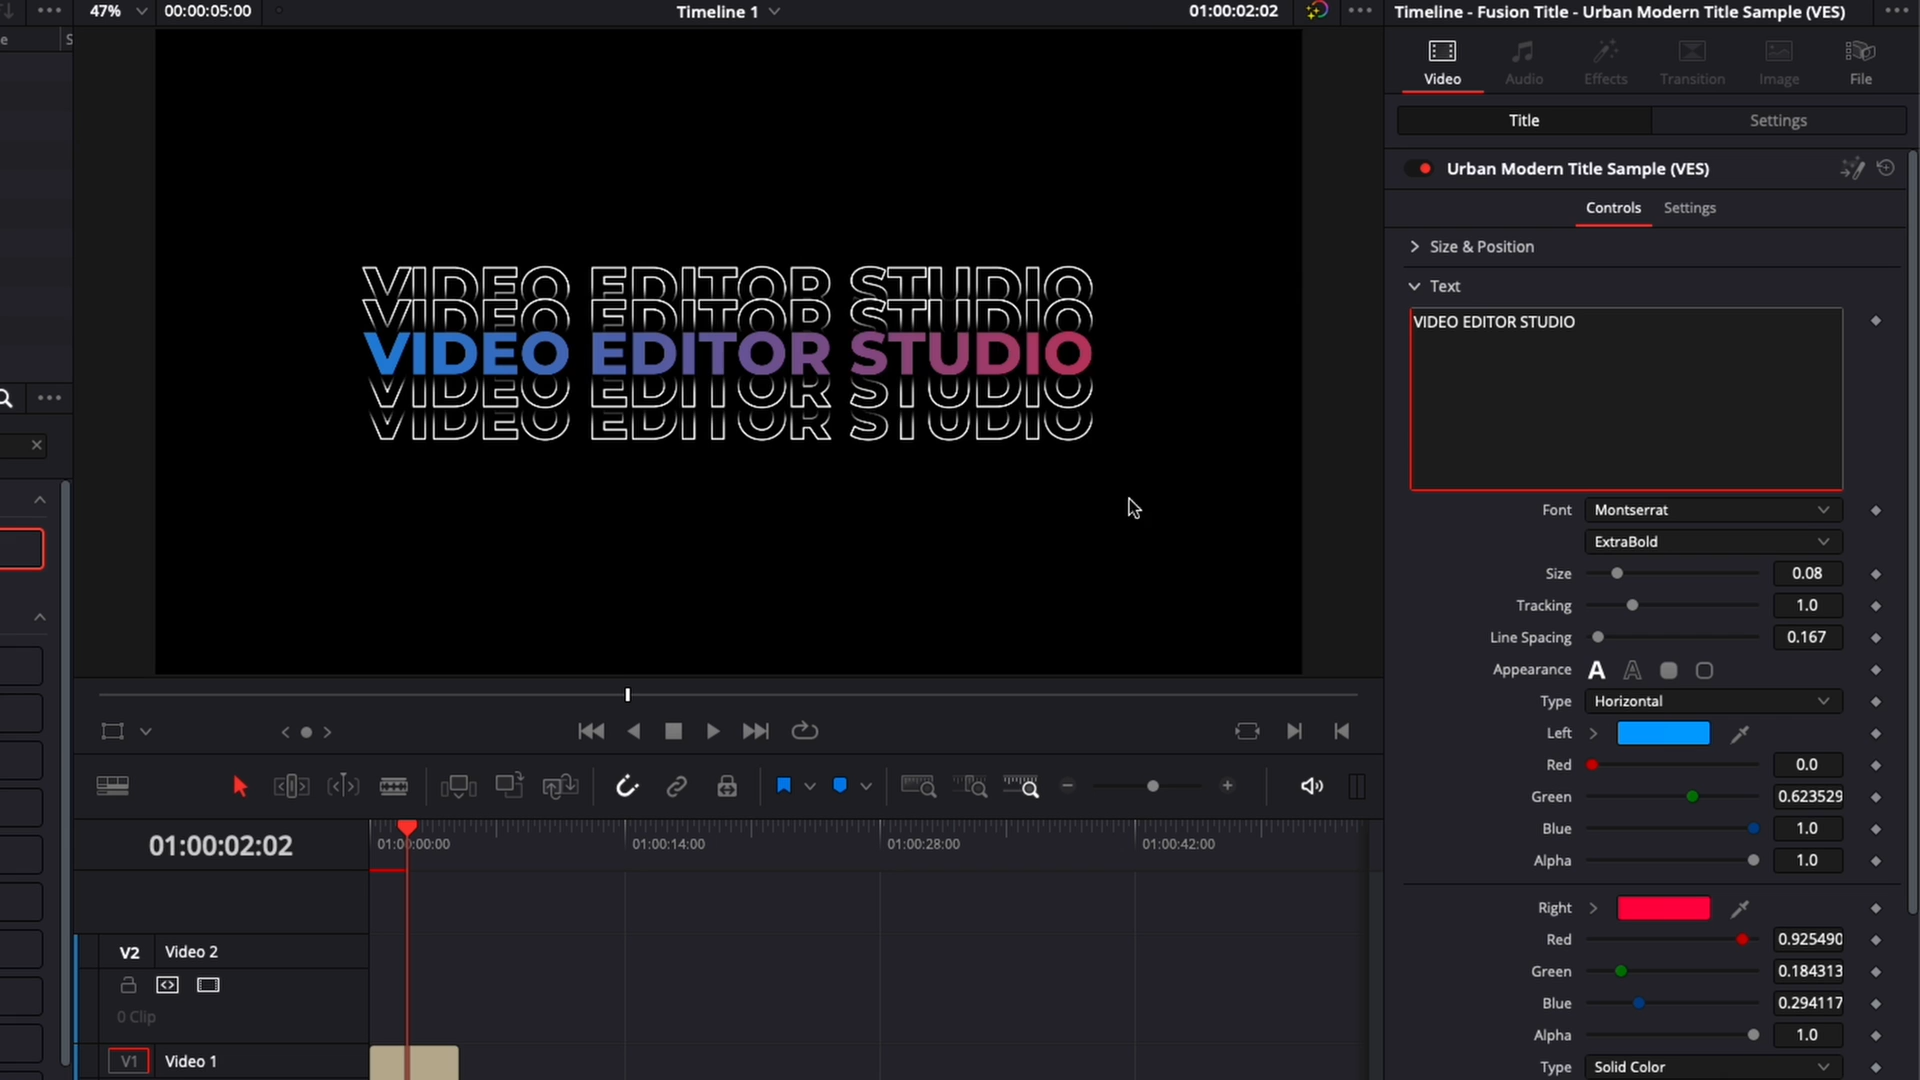 47%
00:00:05:00
Timeline 1
01:00:02:02
Timeline - Fusion Title - Urban Modern Title Sample (VES)
Video
Audio
Effects
Transition
Image
File
Title
Settings
Urban Modern Title Sample (VES)
Controls
Settings
Size & Position
Text
VIDEO EDITOR STUDIO
VIDEO EDITOR STUDIO
VIDEO EDITOR STUDIO
VIDEO EDITOR STUDIO
VIDEO EDITOR STUDIO
VIDEO EDITOR STUDIO
Font Montserrat
ExtraBold
Size 0.08
Tracking 1.0
Line Spacing 0.167
Appearance A A
Type Horizontal
Left
Red 0.0
Green 0.623529
Blue 1.0
Alpha 1.0
Right
Red 0.925490
Green 0.184313
Blue 0.294117
Alpha 1.0
Type Solid Color
01:00:02:02
01:00:00:00
01:00:14:00
01:00:28:00
01:00:42:00
V2 Video 2
0 Clip
V1 Video 1